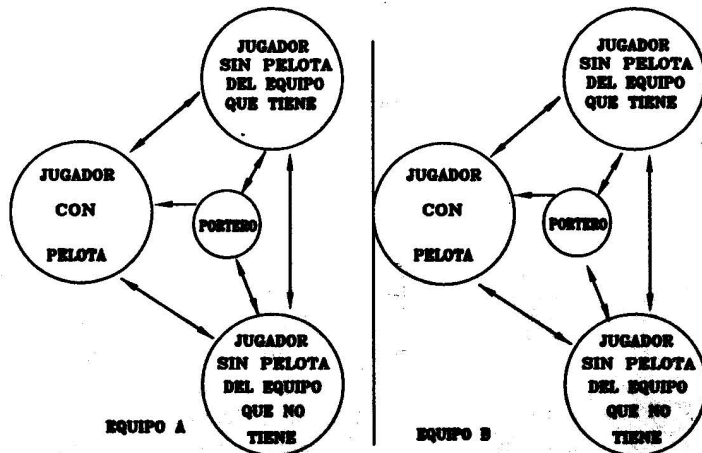 JUGADOR
SIN PELOTA
DEL EQUIPO
QUE TIENE
JUGADOR
CON
PELOTA
PORTERO
JUGADOR
SIN PELOTA
DEL EQUIPO
QUE NO
TIENE
EQUIPO A
JUGADOR
SIN PELOTA
DEL EQUIPO
QUE TIENE
JUGADOR
CON
PELOTA
PORTERO
JUGADOR
SIN PELOTA
DEL EQUIPO
QUE NO
TIENE
EQUIPO B